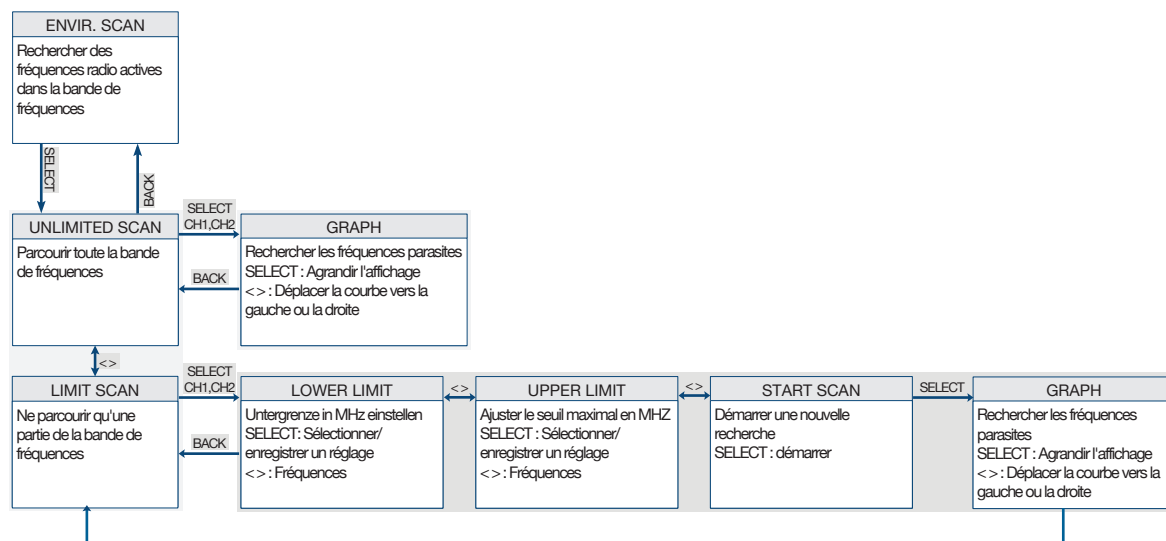 ENVIR. SCAN
Rechercher des
fréquences radio actives
dans la bande de
fréquences
SELECT
BACK
UNLIMITED SCAN
Parcourir toute la bande
de fréquences
SELECT
CH1,CH2
BACK
GRAPH
Rechercher les fréquences parasites
SELECT : Agrandir l'affichage
<> : Déplacer la courbe vers la
gauche ou la droite
<>
LIMIT SCAN
Ne parcourir qu'une
partie de la bande de
fréquences
SELECT
CH1,CH2
BACK
LOWER LIMIT
Untergrenze in MHz einstellen
SELECT: Sélectionner/
enregistrer un réglage
<> : Fréquences
<>
UPPER LIMIT
Ajuster le seuil maximal en MHZ
SELECT : Sélectionner/
enregistrer un réglage
<> : Fréquences
<>
START SCAN
Démarrer une nouvelle
recherche
SELECT : démarrer
SELECT
GRAPH
Rechercher les fréquences
parasites
SELECT : Agrandir l'affichage
<> : Déplacer la courbe vers la
gauche ou la droite